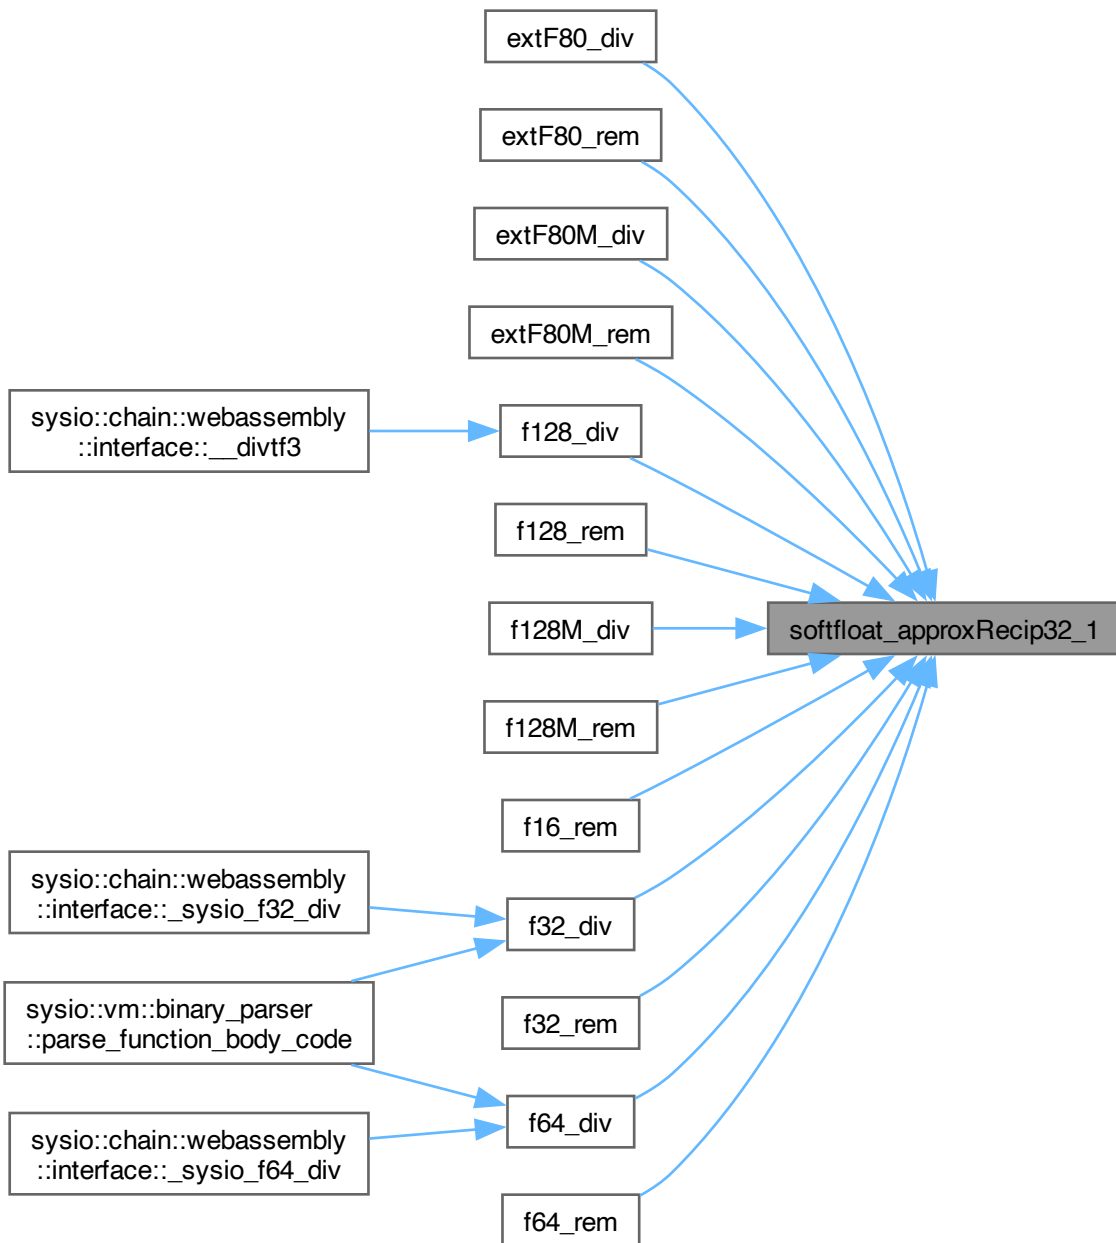 extF80_div
extF80_rem
extF80M_div
extF80M_rem
sysio::chain::webassembly
::interface::__divtf3
f128_div
f128_rem
f128M_div
softfloat_approxRecip32_1
f128M_rem
f16_rem
sysio::chain::webassembly
::interface::_sysio_f32_div
f32_div
sysio::vm::binary_parser
::parse_function_body_code
f32_rem
f64_div
sysio::chain::webassembly
::interface::_sysio_f64_div
f64_rem